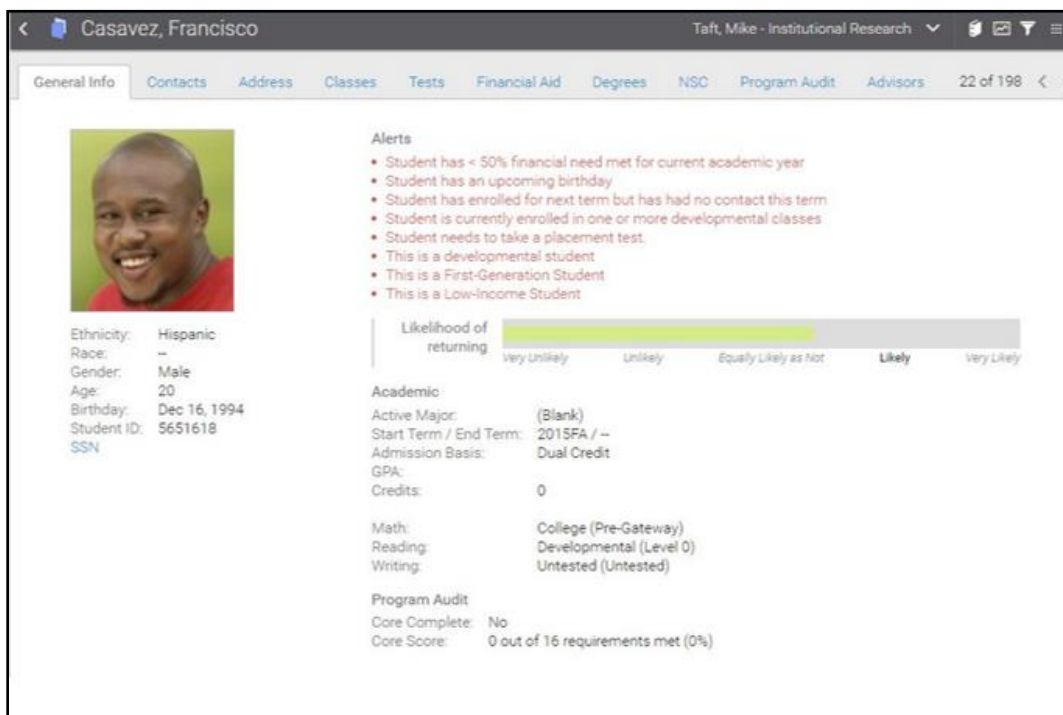 Casavez, Francisco
Taft, Mike - Institutional Research
General Info Contacts Address Classes Tests Financial Aid Degrees NSC Program Audit Advisors 22 of 198
Alerts
• Student has < 50% financial need met for current academic year
• Student has an upcoming birthday
• Student has enrolled for next term but has had no contact this term
• Student is currently enrolled in one or more developmental classes
• Student needs to take a placement test.
• This is a developmental student
• This is a First-Generation Student
• This is a Low-Income Student
Ethnicity: Hispanic
Race: --
Gender: Male
Age: 20
Birthday: Dec 16, 1994
Student ID: 5651618
SSN
Likelihood of
returning
Very Unlikely Unlikely Equally Likely as Not Likely Very Likely
Academic
Active Major: (Blank)
Start Term / End Term: 2015FA / --
Admission Basis: Dual Credit
GPA:
Credits: 0
Math: College (Pre-Gateway)
Reading: Developmental (Level 0)
Writing: Untested (Untested)
Program Audit
Core Complete: No
Core Score: 0 out of 16 requirements met (0%)